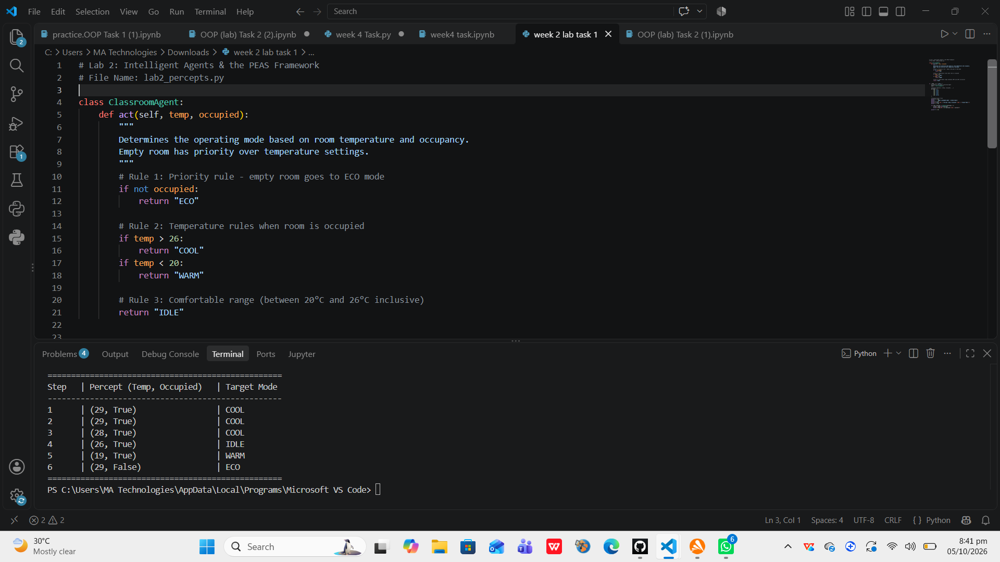 File Edit Selection View Go Run Terminal Help
Search
2
practice.OOP Task 1 (1).ipynb
OOP (lab) Task 2 (2).ipynb
week 4 Task.py
week4 task.ipynb
week 2 lab task 1
OOP (lab) Task 2 (1).ipynb
C: > Users > MA Technologies > Downloads > week 2 lab task 1 > ...
1 # Lab 2: Intelligent Agents & the PEAS Framework
2 # File Name: lab2_percepts.py
3
4 class ClassroomAgent:
5 def act(self, temp, occupied):
6 """
7 Determines the operating mode based on room temperature and occupancy.
8 Empty room has priority over temperature settings.
9 """
10 # Rule 1: Priority rule - empty room goes to ECO mode
11 if not occupied:
12 return "ECO"
13
14 # Rule 2: Temperature rules when room is occupied
15 if temp > 26:
16 return "COOL"
17 if temp < 20:
18 return "WARM"
19
20 # Rule 3: Comfortable range (between 20°C and 26°C inclusive)
21 return "IDLE"
22
23
1
Problems 4 Output Debug Console Terminal Ports Jupyter
Python
==================================================
Step | Percept (Temp, Occupied) | Target Mode
--------------------------------------------------
1 | (29, True) | COOL
2 | (29, True) | COOL
3 | (28, True) | COOL
4 | (26, True) | IDLE
5 | (19, True) | WARM
6 | (29, False) | ECO
==================================================
PS C:\Users\MA Technologies\AppData\Local\Programs\Microsoft VS Code>
2 2
Ln 3, Col 1 Spaces: 4 UTF-8 CRLF { } Python
30°C
Mostly clear
Search
6
8:41 pm
05/10/2026